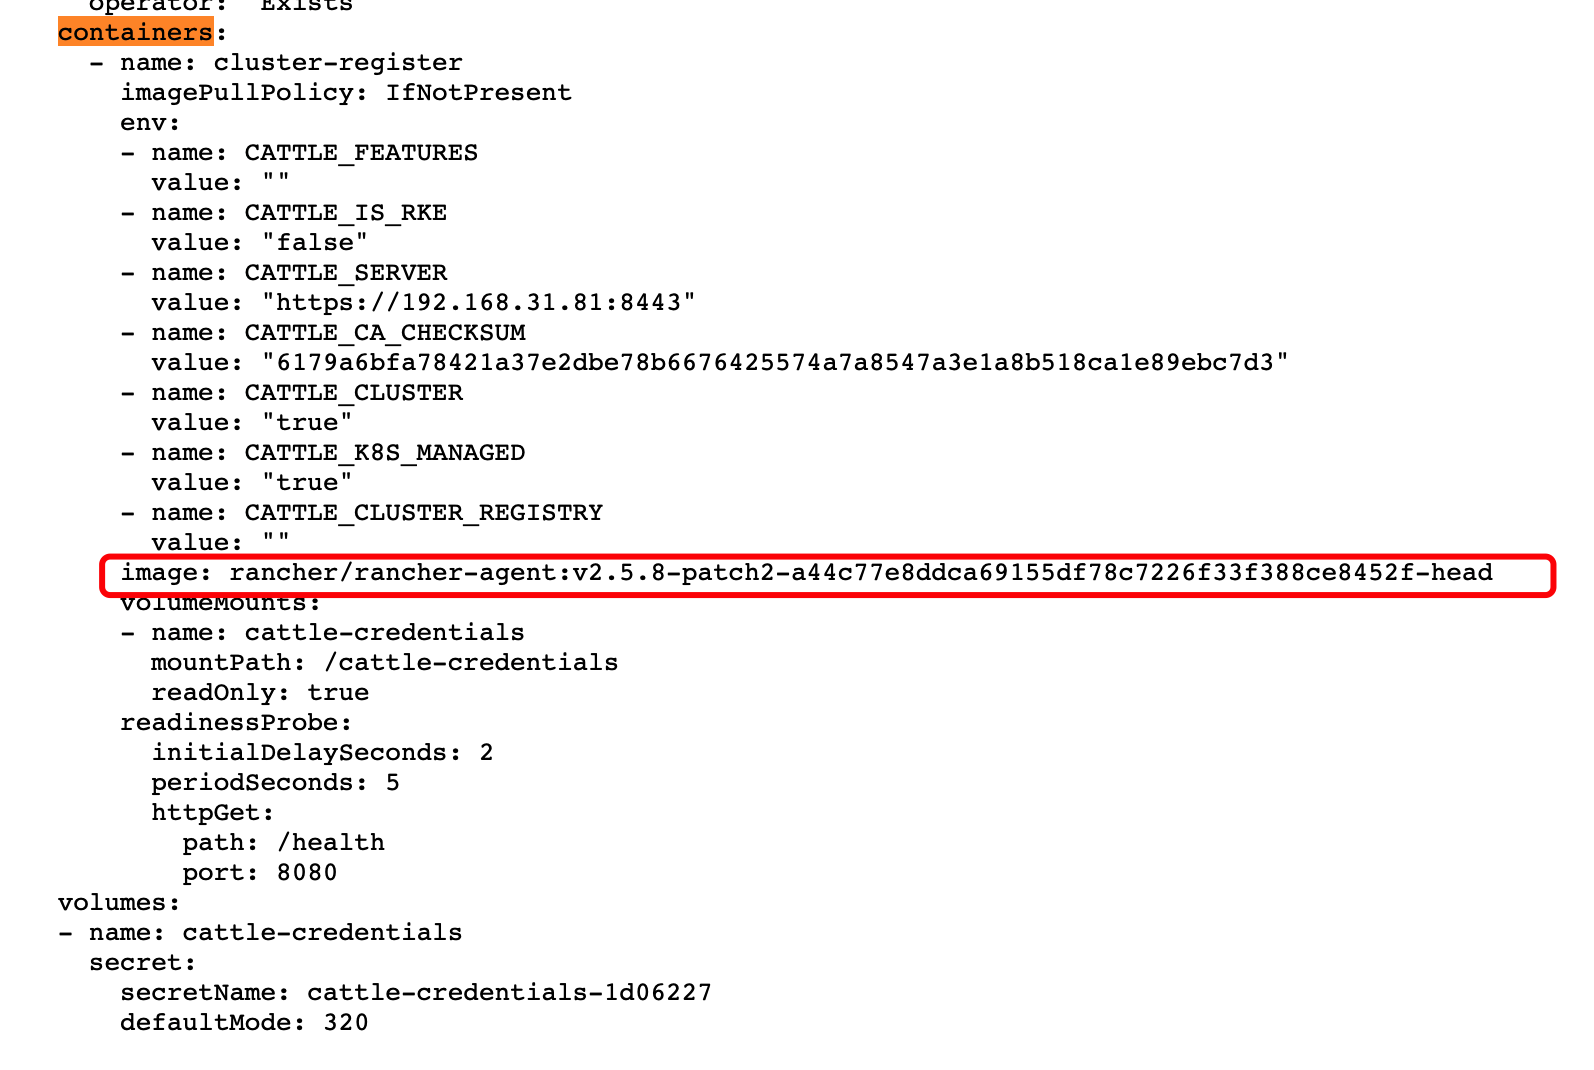 operator: "Exists"
containers:
- name: cluster-register
imagePullPolicy: IfNotPresent
env:
- name: CATTLE_FEATURES
value: ""
- name: CATTLE_IS_RKE
value: "false"
- name: CATTLE_SERVER
value: "https://192.168.31.81:8443"
- name: CATTLE_CA_CHECKSUM
value: "6179a6bfa78421a37e2dbe78b6676425574a7a8547a3e1a8b518ca1e89ebc7d3"
- name: CATTLE_CLUSTER
value: "true"
- name: CATTLE_K8S_MANAGED
value: "true"
- name: CATTLE_CLUSTER_REGISTRY
value: ""
image: rancher/rancher-agent:v2.5.8-patch2-a44c77e8ddca69155df78c7226f33f388ce8452f-head
volumeMounts:
- name: cattle-credentials
mountPath: /cattle-credentials
readOnly: true
readinessProbe:
initialDelaySeconds: 2
periodSeconds: 5
httpGet:
path: /health
port: 8080
volumes:
- name: cattle-credentials
secret:
secretName: cattle-credentials-1d06227
defaultMode: 320